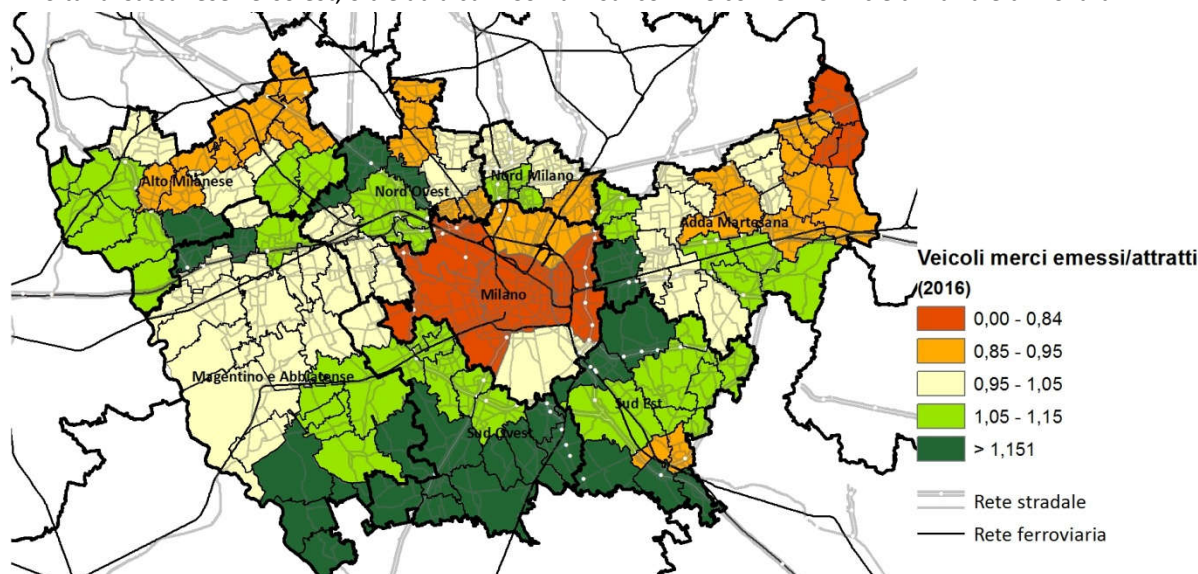 Alto Milanese
Nord Ovest
Nord Milano
Adda Martesana
Milano
Magentino e Abbiatense
Sud Ovest
Sud Est
Veicoli merci emessi/attratti
(2016)
0,00 - 0,84
0,85 - 0,95
0,95 - 1,05
1,05 - 1,15
> 1,151
Rete stradale
Rete ferroviaria